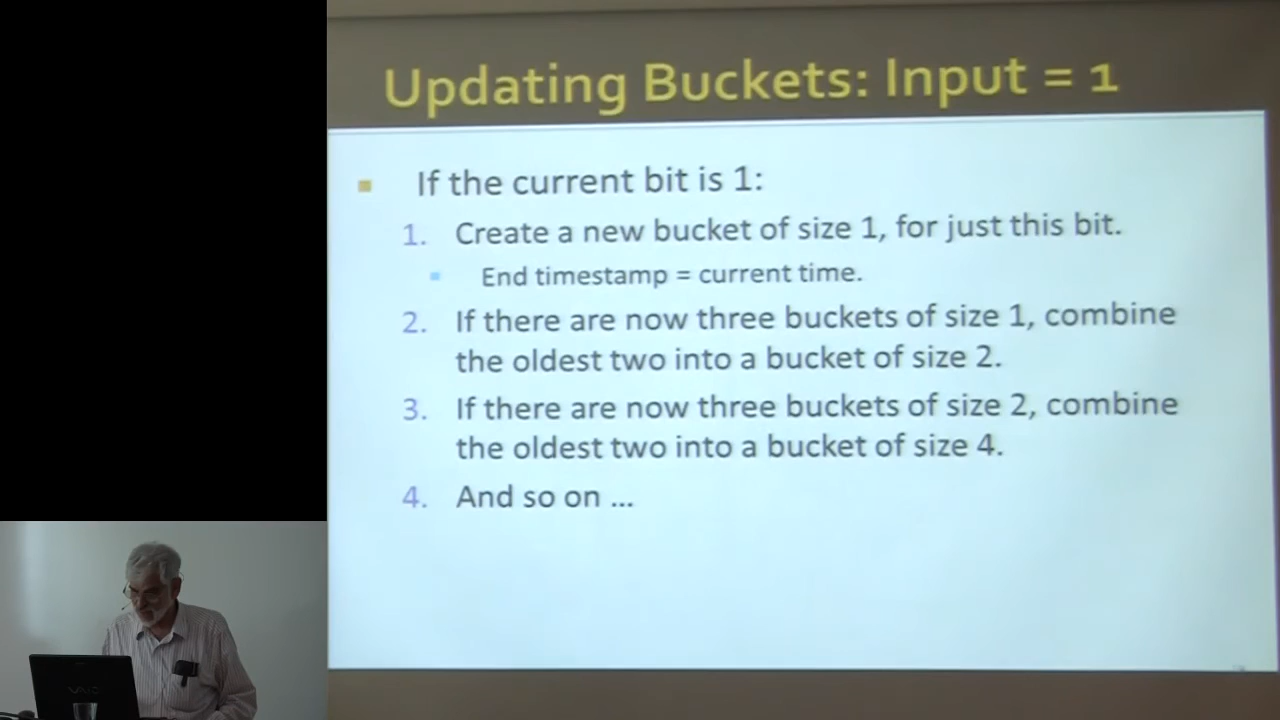 Updating Buckets: Input = 1
If the current bit is 1:
1. Create a new bucket of size 1, for just this bit.
End timestamp = current time.
2. If there are now three buckets of size 1, combine
the oldest two into a bucket of size 2.
3. If there are now three buckets of size 2, combine
the oldest two into a bucket of size 4.
4. And so on ...
VAIO